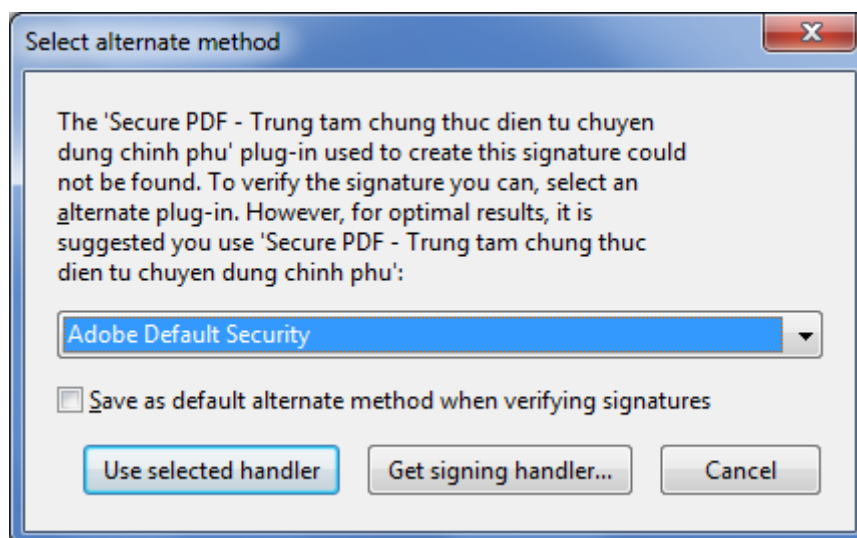 Select alternate method
The 'Secure PDF - Trung tam chung thuc dien tu chuyen
dung chinh phu' plug-in used to create this signature could
not be found. To verify the signature you can, select an
alternate plug-in. However, for optimal results, it is
suggested you use 'Secure PDF - Trung tam chung thuc
dien tu chuyen dung chinh phu':
Adobe Default Security
Save as default alternate method when verifying signatures
Use selected handler Get signing handler... Cancel